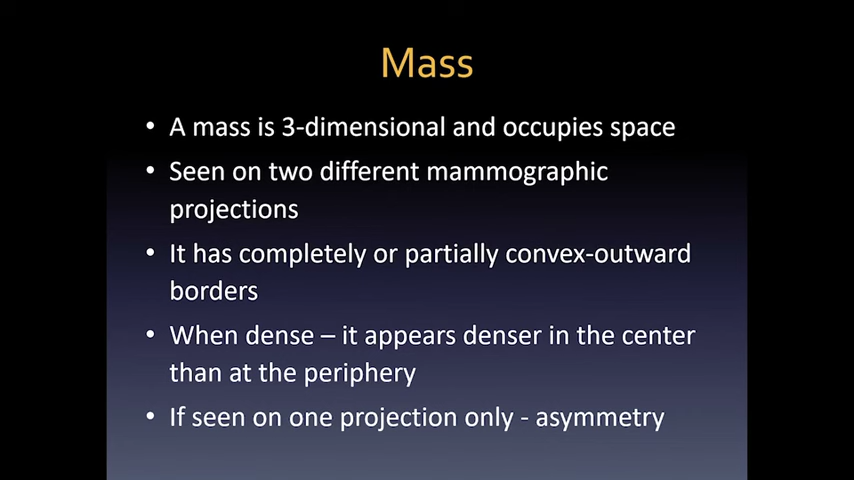 Mass
• A mass is 3-dimensional and occupies space
• Seen on two different mammographic
projections
• It has completely or partially convex-outward
borders
• When dense – it appears denser in the center
than at the periphery
• If seen on one projection only - asymmetry